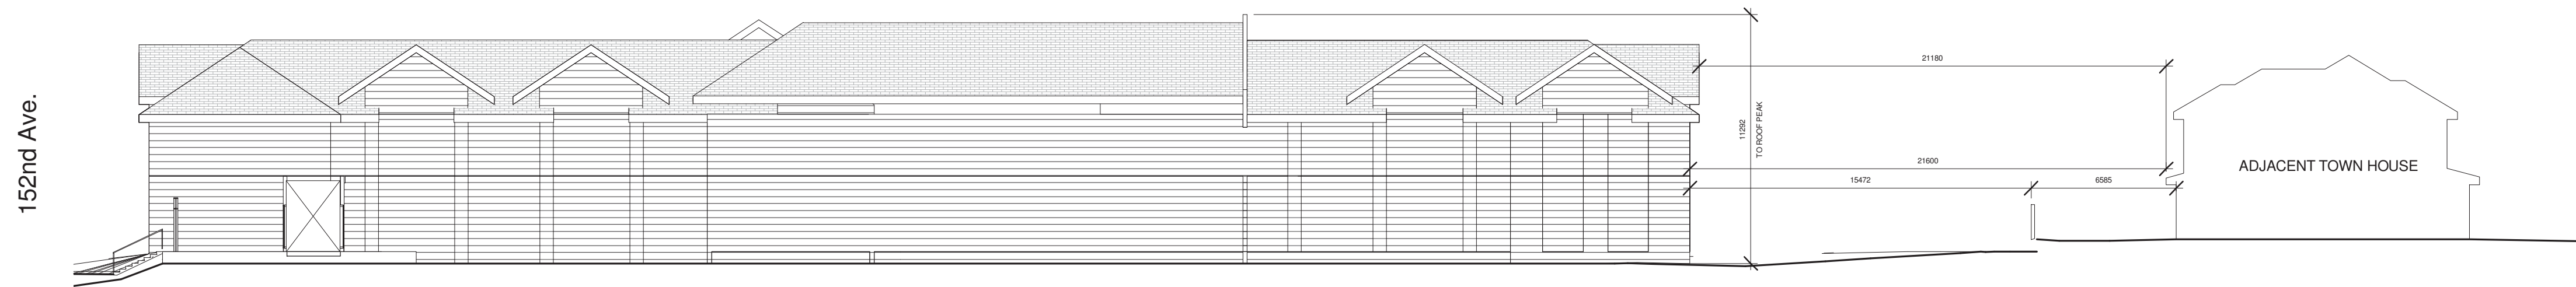 152nd Ave.
11292
TO ROOF PEAK
21180
21600
15472
6585
ADJACENT TOWN HOUSE